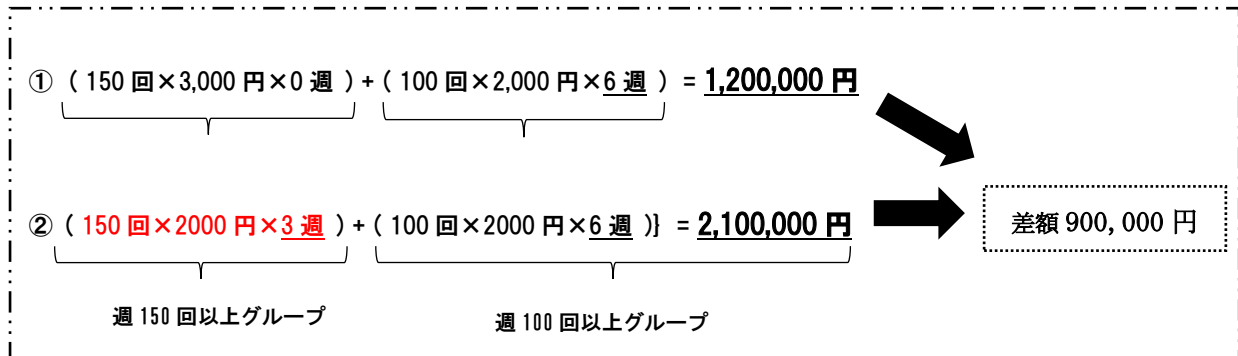 ① ( 150 回×3,000 円×0 週 ) + ( 100 回×2,000 円×6 週 ) = 1,200,000 円
② ( 150 回×2000 円×3 週 ) + ( 100 回×2000 円×6 週 )} = 2,100,000 円
差額 900, 000 円
週 150 回以上グループ
週 100 回以上グループ